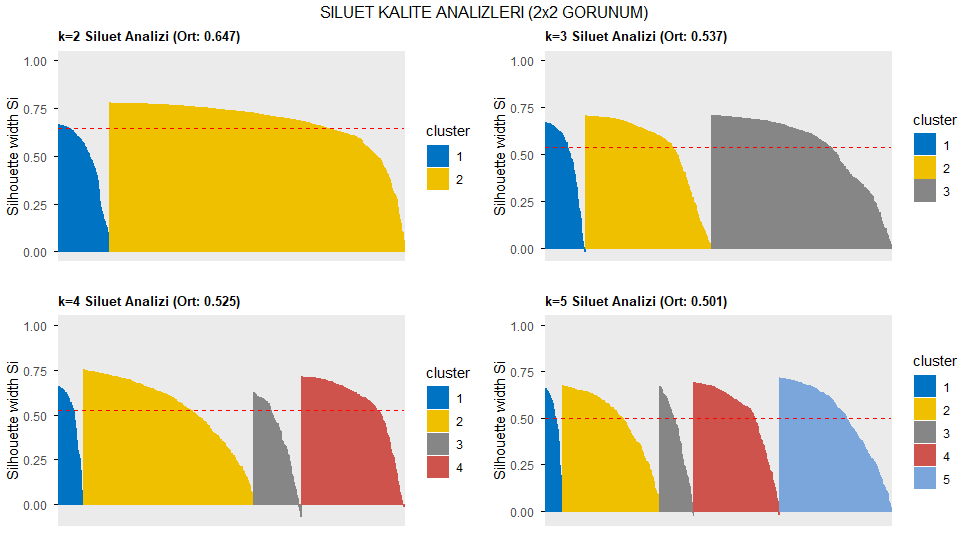 SILUET KALITE ANALIZLERI (2x2 GORUNUM)
k=2 Siluet Analizi (Ort: 0.647)
Silhouette width Si
1.00
0.75
0.50
0.25
0.00
cluster
1
2
k=3 Siluet Analizi (Ort: 0.537)
Silhouette width Si
1.00
0.75
0.50
0.25
0.00
cluster
1
2
3
k=4 Siluet Analizi (Ort: 0.525)
Silhouette width Si
1.00
0.75
0.50
0.25
0.00
cluster
1
2
3
4
k=5 Siluet Analizi (Ort: 0.501)
Silhouette width Si
1.00
0.75
0.50
0.25
0.00
cluster
1
2
3
4
5